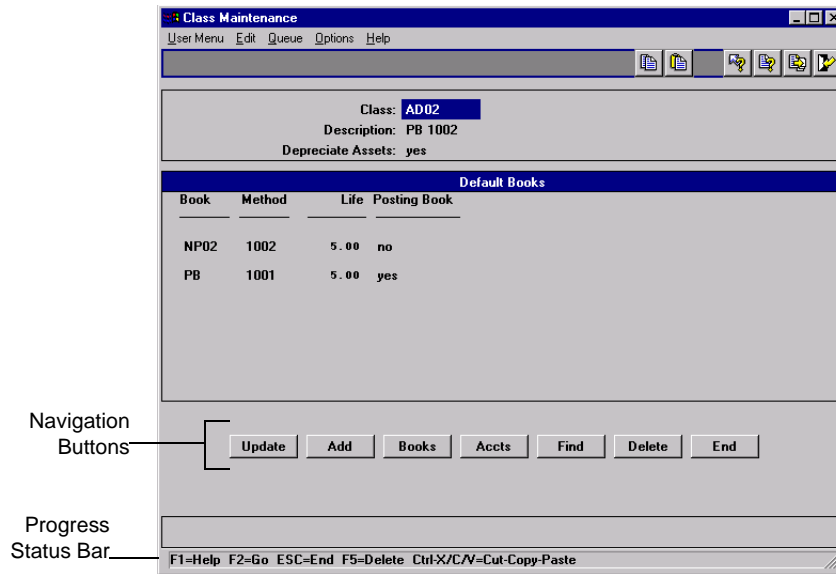 Class Maintenance
User Menu Edit Queue Options Help
Class: AD02
Description: PB 1002
Depreciate Assets: yes
Default Books
Book Method Life Posting Book
NP02 1002 5.00 no
PB 1001 5.00 yes
Navigation
Buttons
Update Add Books Accts Find Delete End
Progress
Status Bar
F1=Help F2=Go ESC=End F5=Delete Ctrl-X/C/V=Cut-Copy-Paste